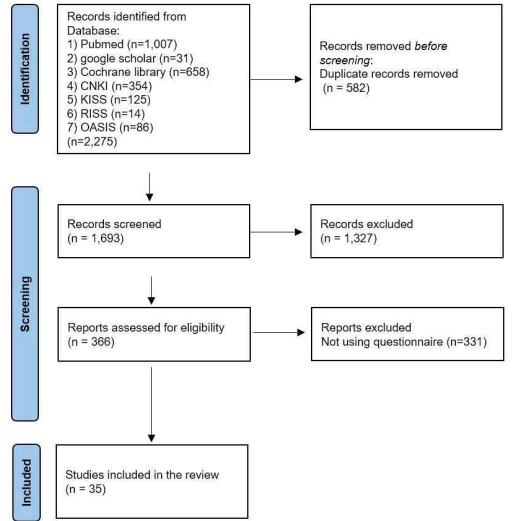 Identification
Records identified from
Database:
1) Pubmed (n=1,007)
2) google scholar (n=31)
3) Cochrane library (n=658)
4) CNKI (n=354)
5) KISS (n=125)
6) RISS (n=14)
7) OASIS (n=86)
(n=2,275)
Records removed before
screening:
Duplicate records removed
(n = 582)
Screening
Records screened
(n = 1,693)
Records excluded
(n = 1,327)
Reports assessed for eligibility
(n = 366)
Reports excluded
Not using questionnaire (n=331)
Included
Studies included in the review
(n = 35)